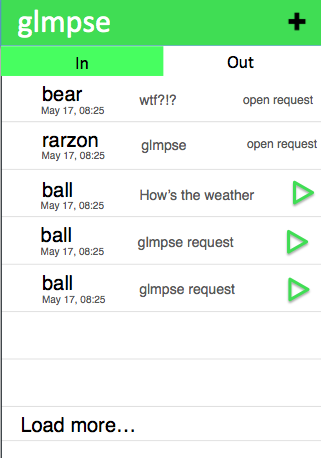 glmpse +
In Out
bear wtf?!? open request
May 17, 08:25
rarzon glmpse open request
May 17, 08:25
ball How's the weather
May 17, 08:25
ball glmpse request
May 17, 08:25
ball glmpse request
May 17, 08:25
Load more…